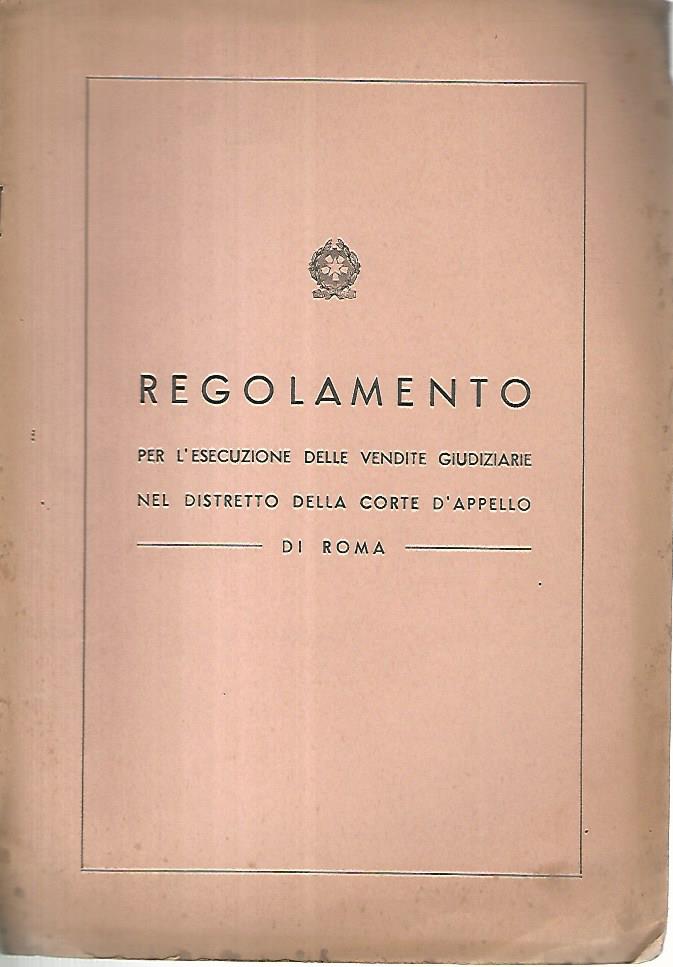 REGOLAMENTO
PER L'ESECUZIONE DELLE VENDITE GIUDIZIARIE
NEL DISTRETTO DELLA CORTE D'APPELLO
DI ROMA